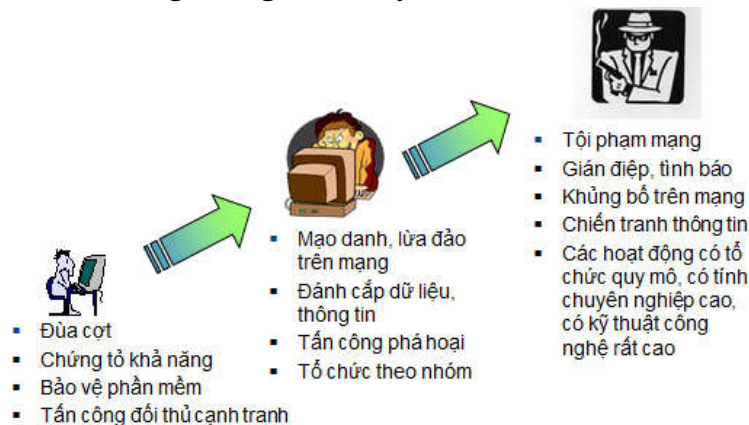 Đùa cợt
Chứng tỏ khả năng
Bảo vệ phần mềm
Tấn công đối thủ cạnh tranh
Mạo danh, lừa đảo
trên mạng
Đánh cắp dữ liệu,
thông tin
Tấn công phá hoại
Tổ chức theo nhóm
Tội phạm mạng
Gián điệp, tình báo
Khủng bố trên mạng
Chiến tranh thông tin
Các hoạt động có tổ
chức quy mô, có tính
chuyên nghiệp cao,
có kỹ thuật công
nghệ rất cao